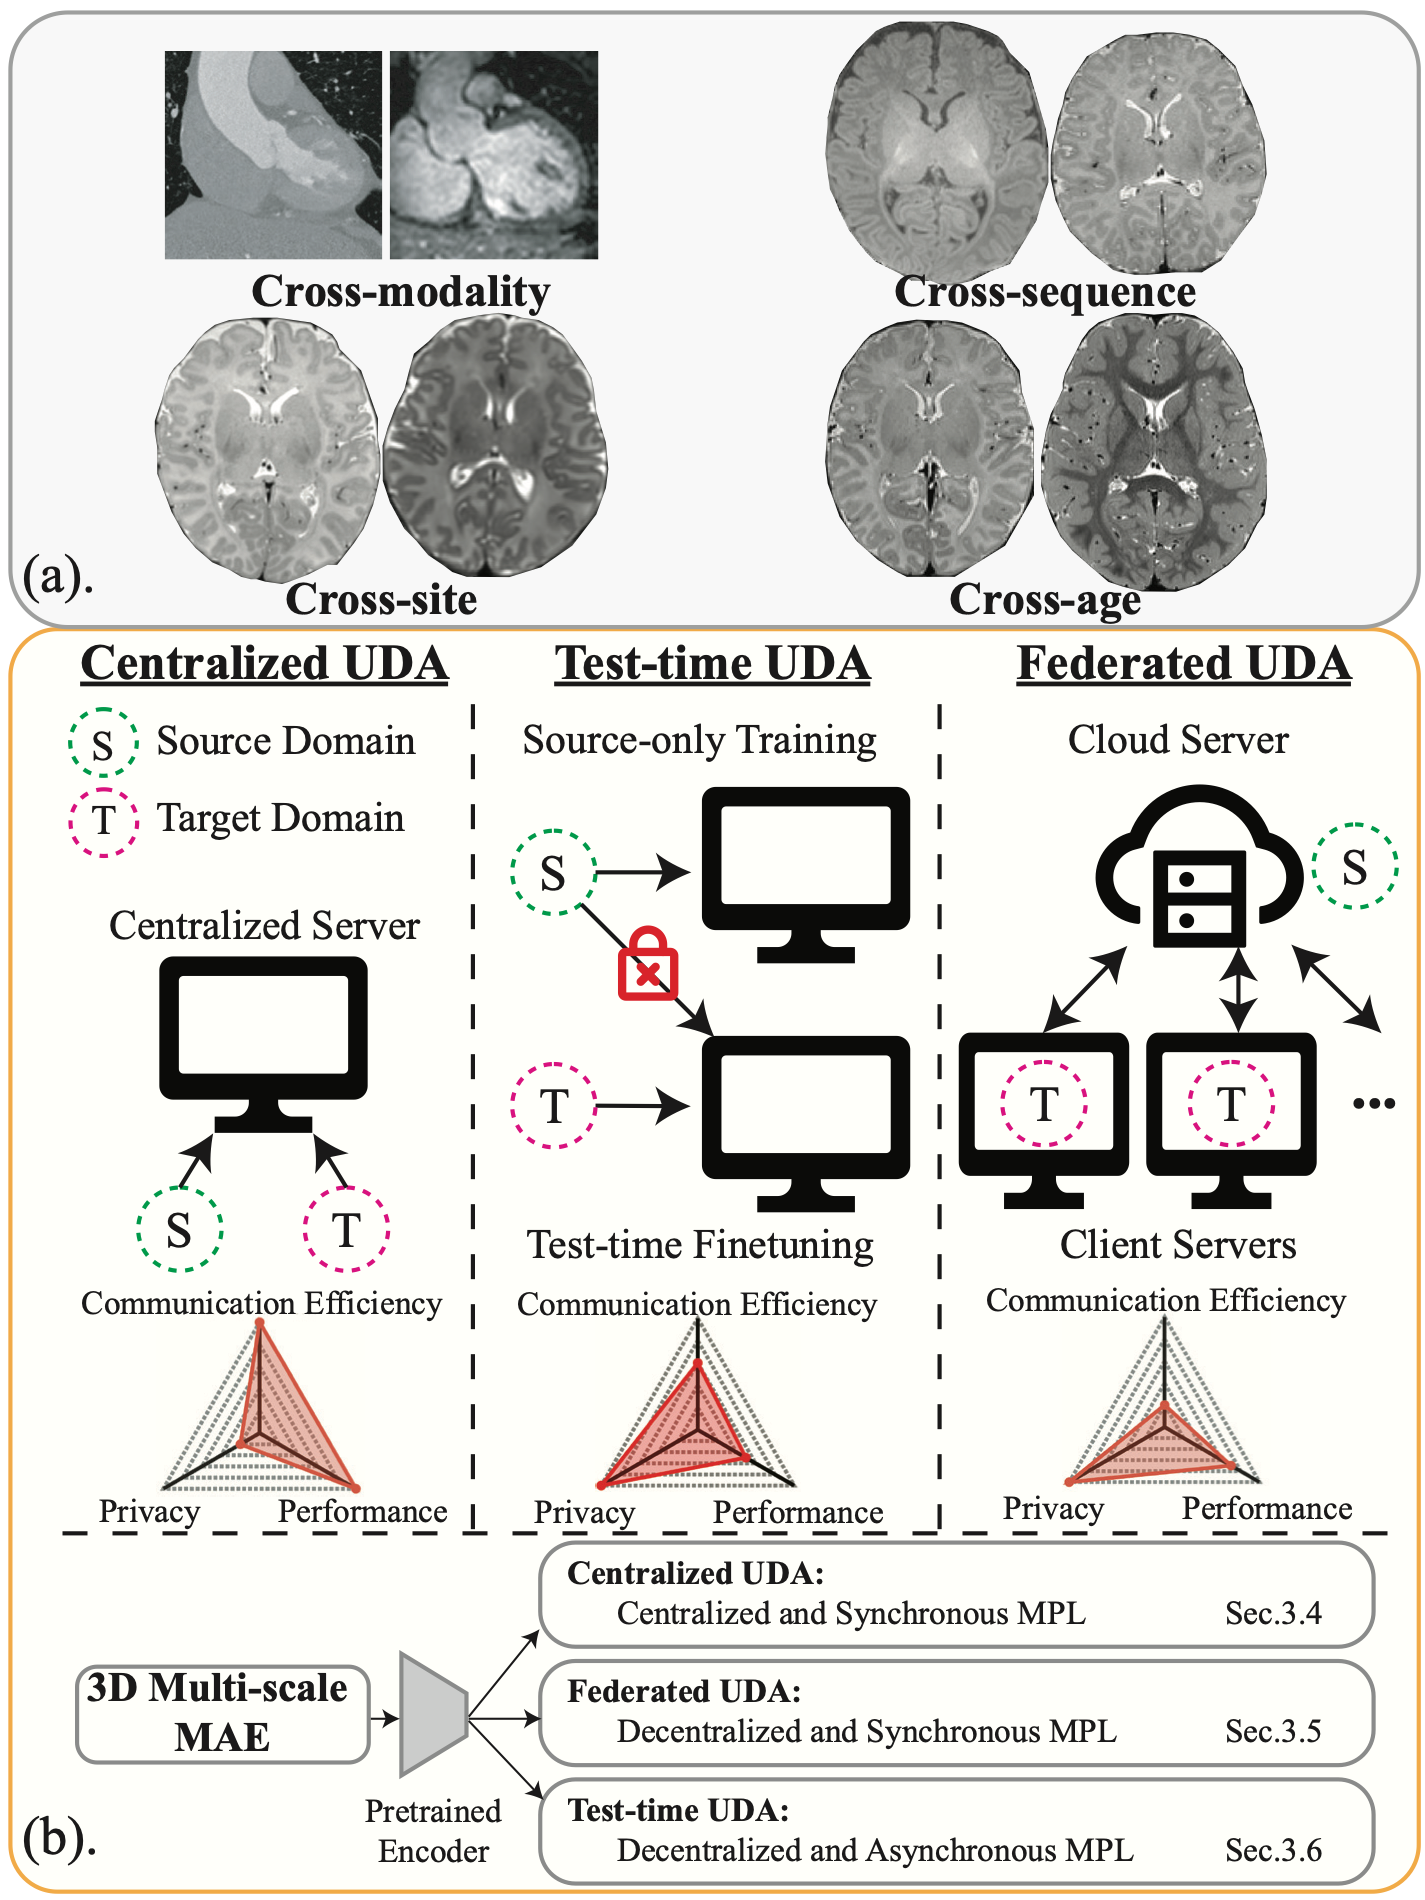 Cross-modality
Cross-sequence
Cross-site
Cross-age
(a).
Centralized UDA
Test-time UDA
Federated UDA
S Source Domain
T Target Domain
Centralized Server
S
T
Communication Efficiency
Privacy
Performance
Source-only Training
S
T
Test-time Finetuning
Communication Efficiency
Privacy
Performance
Cloud Server
S
T
T
...
Client Servers
Communication Efficiency
Privacy
Performance
3D Multi-scale
MAE
Pretrained
Encoder
Centralized UDA:
Centralized and Synchronous MPL Sec.3.4
Federated UDA:
Decentralized and Synchronous MPL Sec.3.5
Test-time UDA:
Decentralized and Asynchronous MPL Sec.3.6
(b).